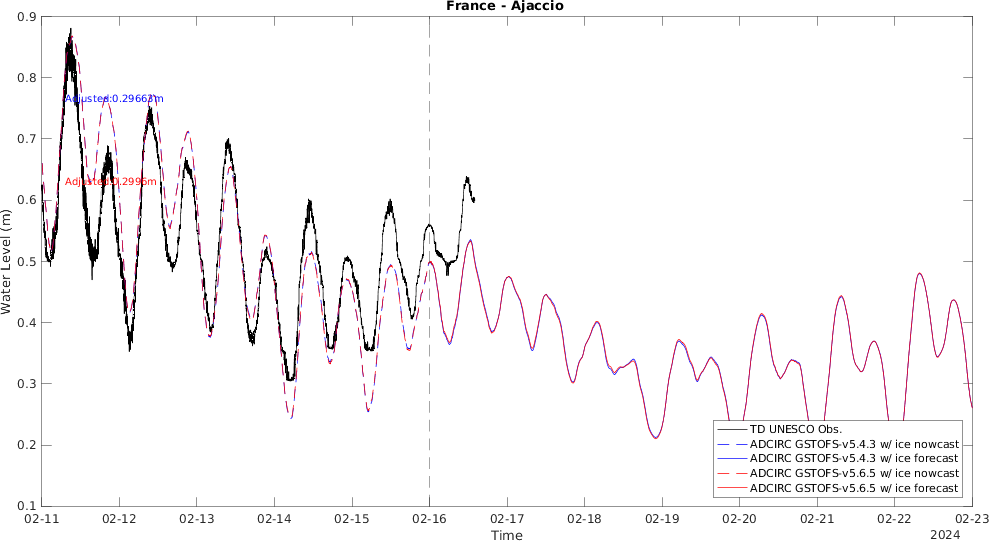 France - Ajaccio
0.9
0.8
0.7
0.6
0.5
0.4
0.3
0.2
0.1
Water Level (m)
Adjusted:0.29663m
Adjusted:0.2996m
TD UNESCO Obs.
ADCIRC GSTOFS-v5.4.3 w/ ice nowcast
ADCIRC GSTOFS-v5.4.3 w/ ice forecast
ADCIRC GSTOFS-v5.6.5 w/ ice nowcast
ADCIRC GSTOFS-v5.6.5 w/ ice forecast
02-11 02-12 02-13 02-14 02-15 02-16 02-17 02-18 02-19 02-20 02-21 02-22 02-23
Time
2024